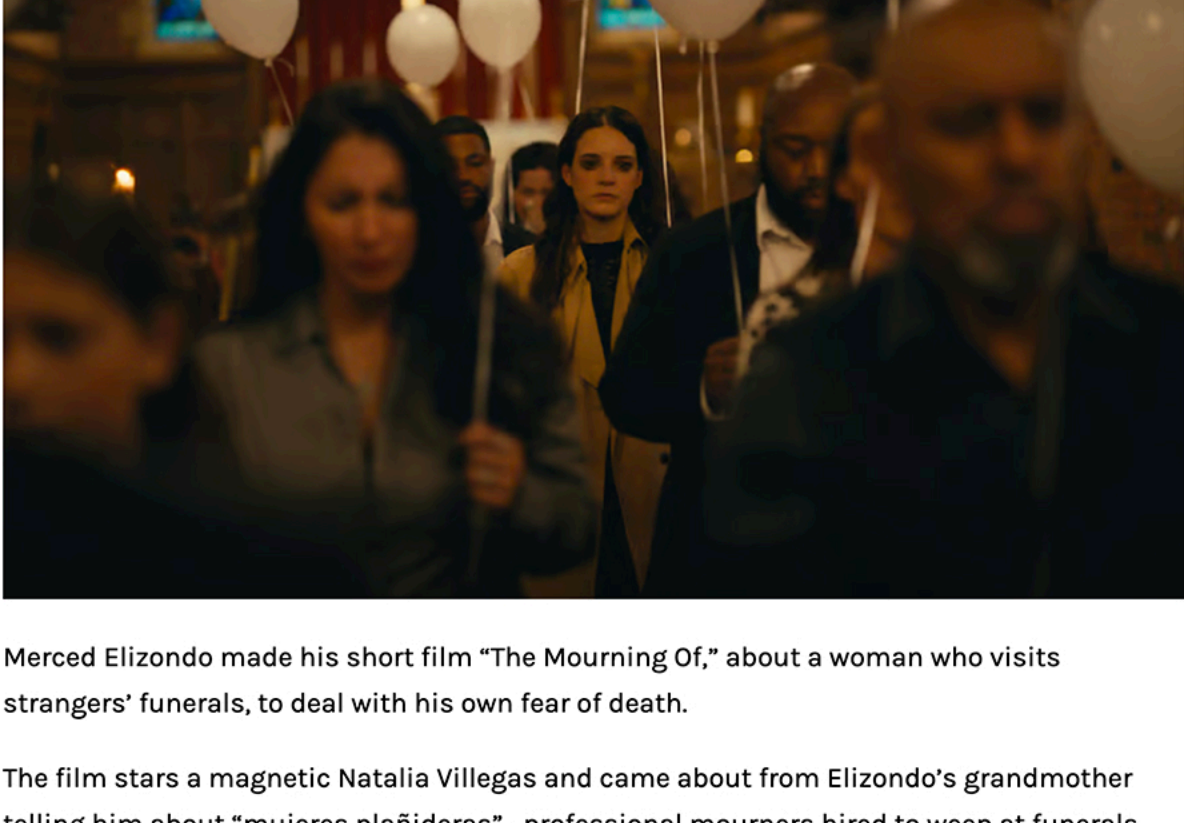 Merced Elizondo made his short film “The Mourning Of,” about a woman who visits
strangers’ funerals, to deal with his own fear of death.
The film stars a magnetic Natalia Villegas and came about from Elizondo’s grandmother
telling him about “mujeres plañideras”, professional mourners hired to weep at funerals